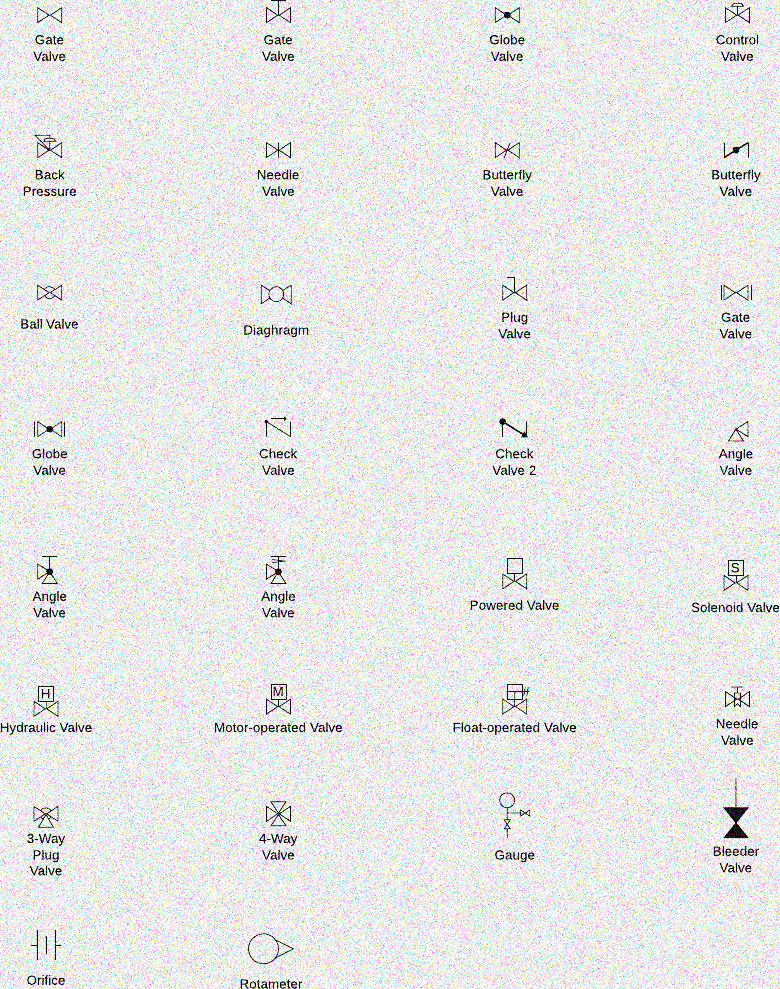 Gate
Valve
Gate
Valve
Globe
Valve
Control
Valve
Back
Pressure
Needle
Valve
Butterfly
Valve
Butterfly
Valve
Ball Valve
Diaghragm
Plug
Valve
Gate
Valve
Globe
Valve
Check
Valve
Check
Valve 2
Angle
Valve
Angle
Valve
Angle
Valve
Powered Valve
S
Solenoid Valve
H
Hydraulic Valve
M
Motor-operated Valve
#
Float-operated Valve
Needle
Valve
3-Way
Plug
Valve
4-Way
Valve
Gauge
Bleeder
Valve
Orifice
Rotameter